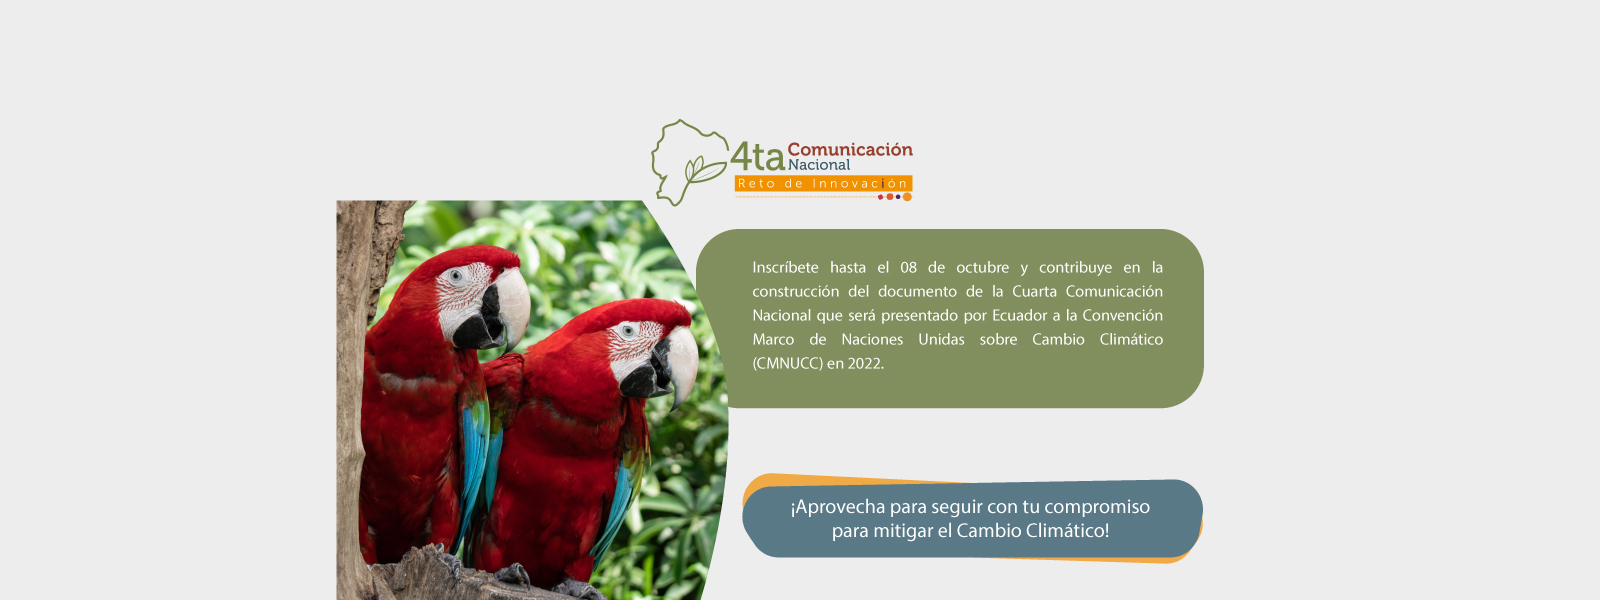 4ta Comunicación
Nacional
Reto de Innovación
Inscríbete hasta el 08 de octubre y contribuye en la
construcción del documento de la Cuarta Comunicación
Nacional que será presentado por Ecuador a la Convención
Marco de Naciones Unidas sobre Cambio Climático
(CMNUCC) en 2022.
¡Aprovecha para seguir con tu compromiso
para mitigar el Cambio Climático!